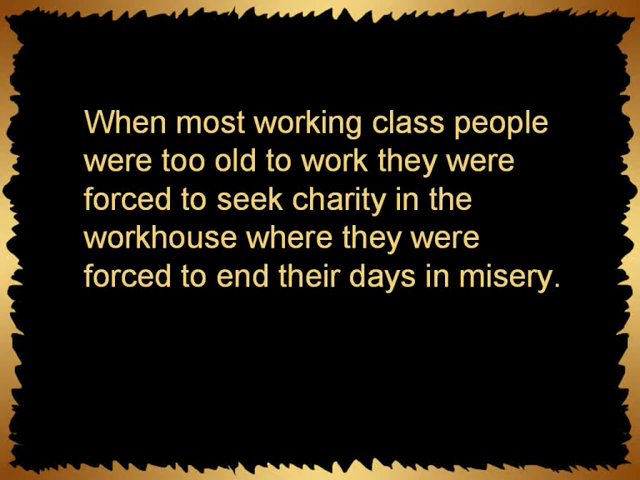 When most working class people
were too old to work they were
forced to seek charity in the
workhouse where they were
forced to end their days in misery.